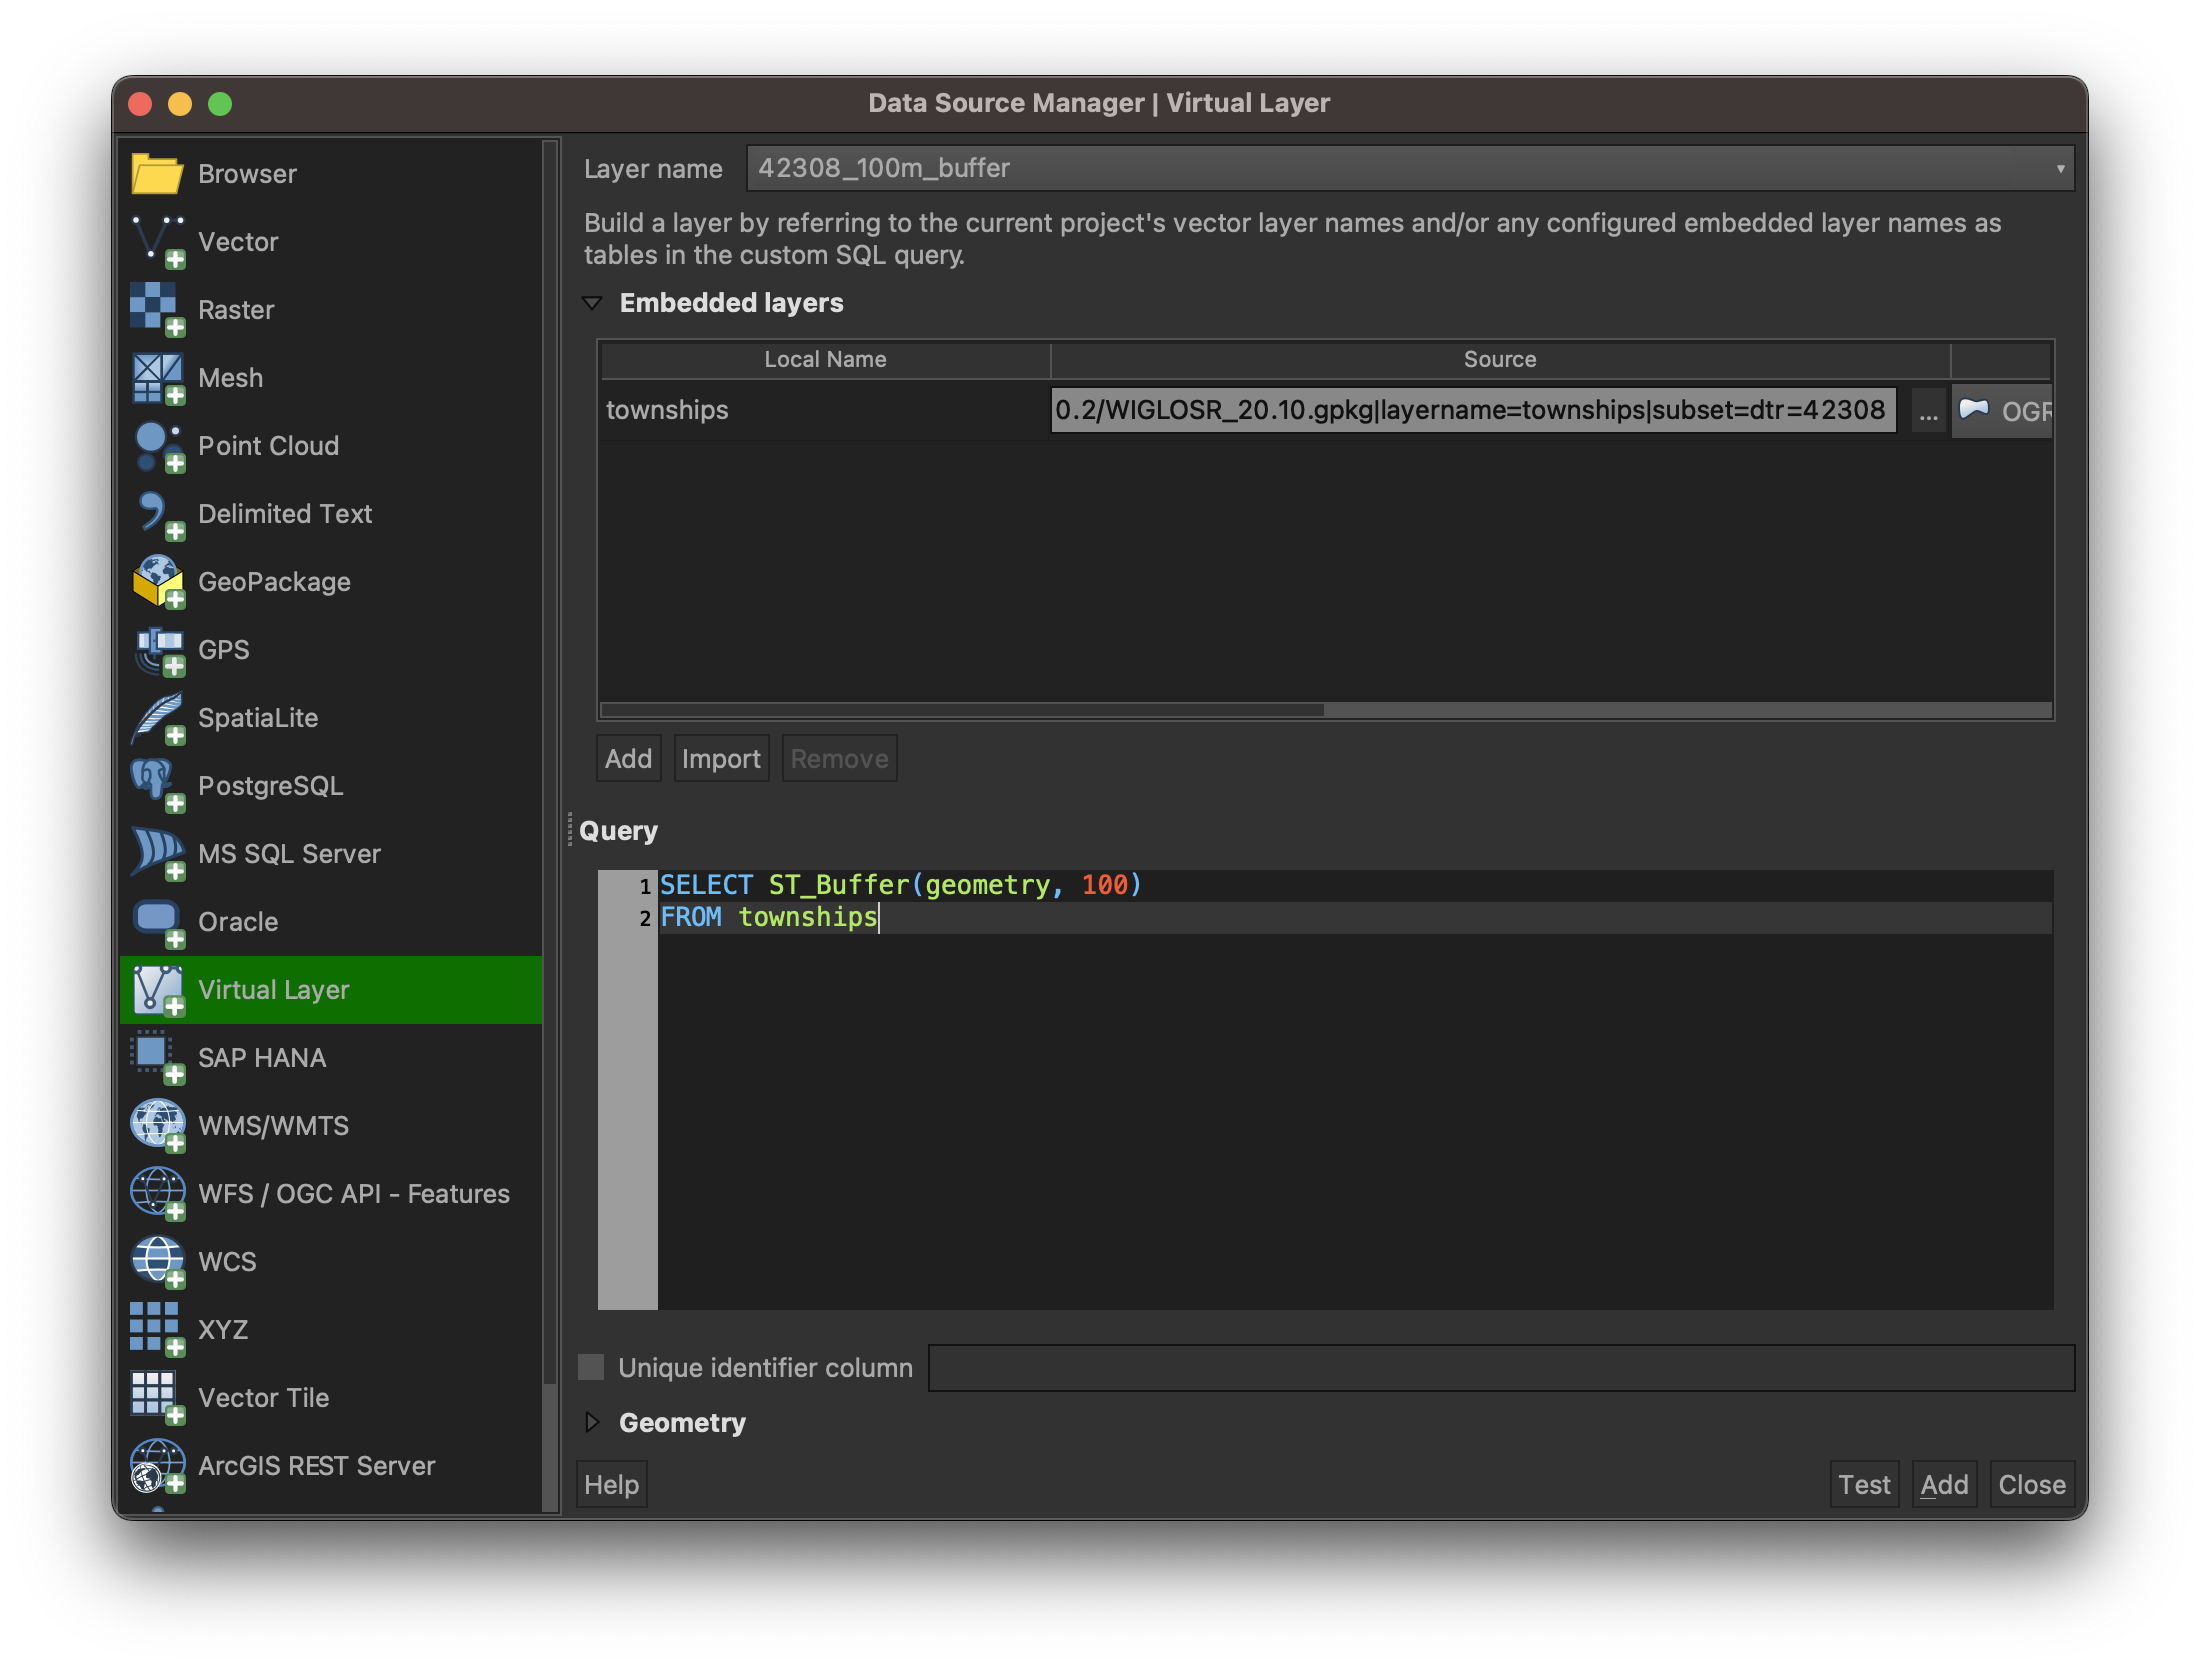 Data Source Manager | Virtual Layer
Browser
Vector
Raster
Mesh
Point Cloud
Delimited Text
GeoPackage
GPS
SpatiaLite
PostgreSQL
MS SQL Server
Oracle
Virtual Layer
SAP HANA
WMS/WMTS
WFS / OGC API - Features
WCS
XYZ
Vector Tile
ArcGIS REST Server
Layer name 42308_100m_buffer
Build a layer by referring to the current project's vector layer names and/or any configured embedded layer names as
tables in the custom SQL query.
Embedded layers
Local Name Source
townships 0.2/WIGLOSR_20.10.gpkg|layername=townships|subset=dtr=42308 ... OGR
Add Import Remove
Query
1 SELECT ST_Buffer(geometry, 100)
2 FROM townships
Unique identifier column
Geometry
Help Test Add Close